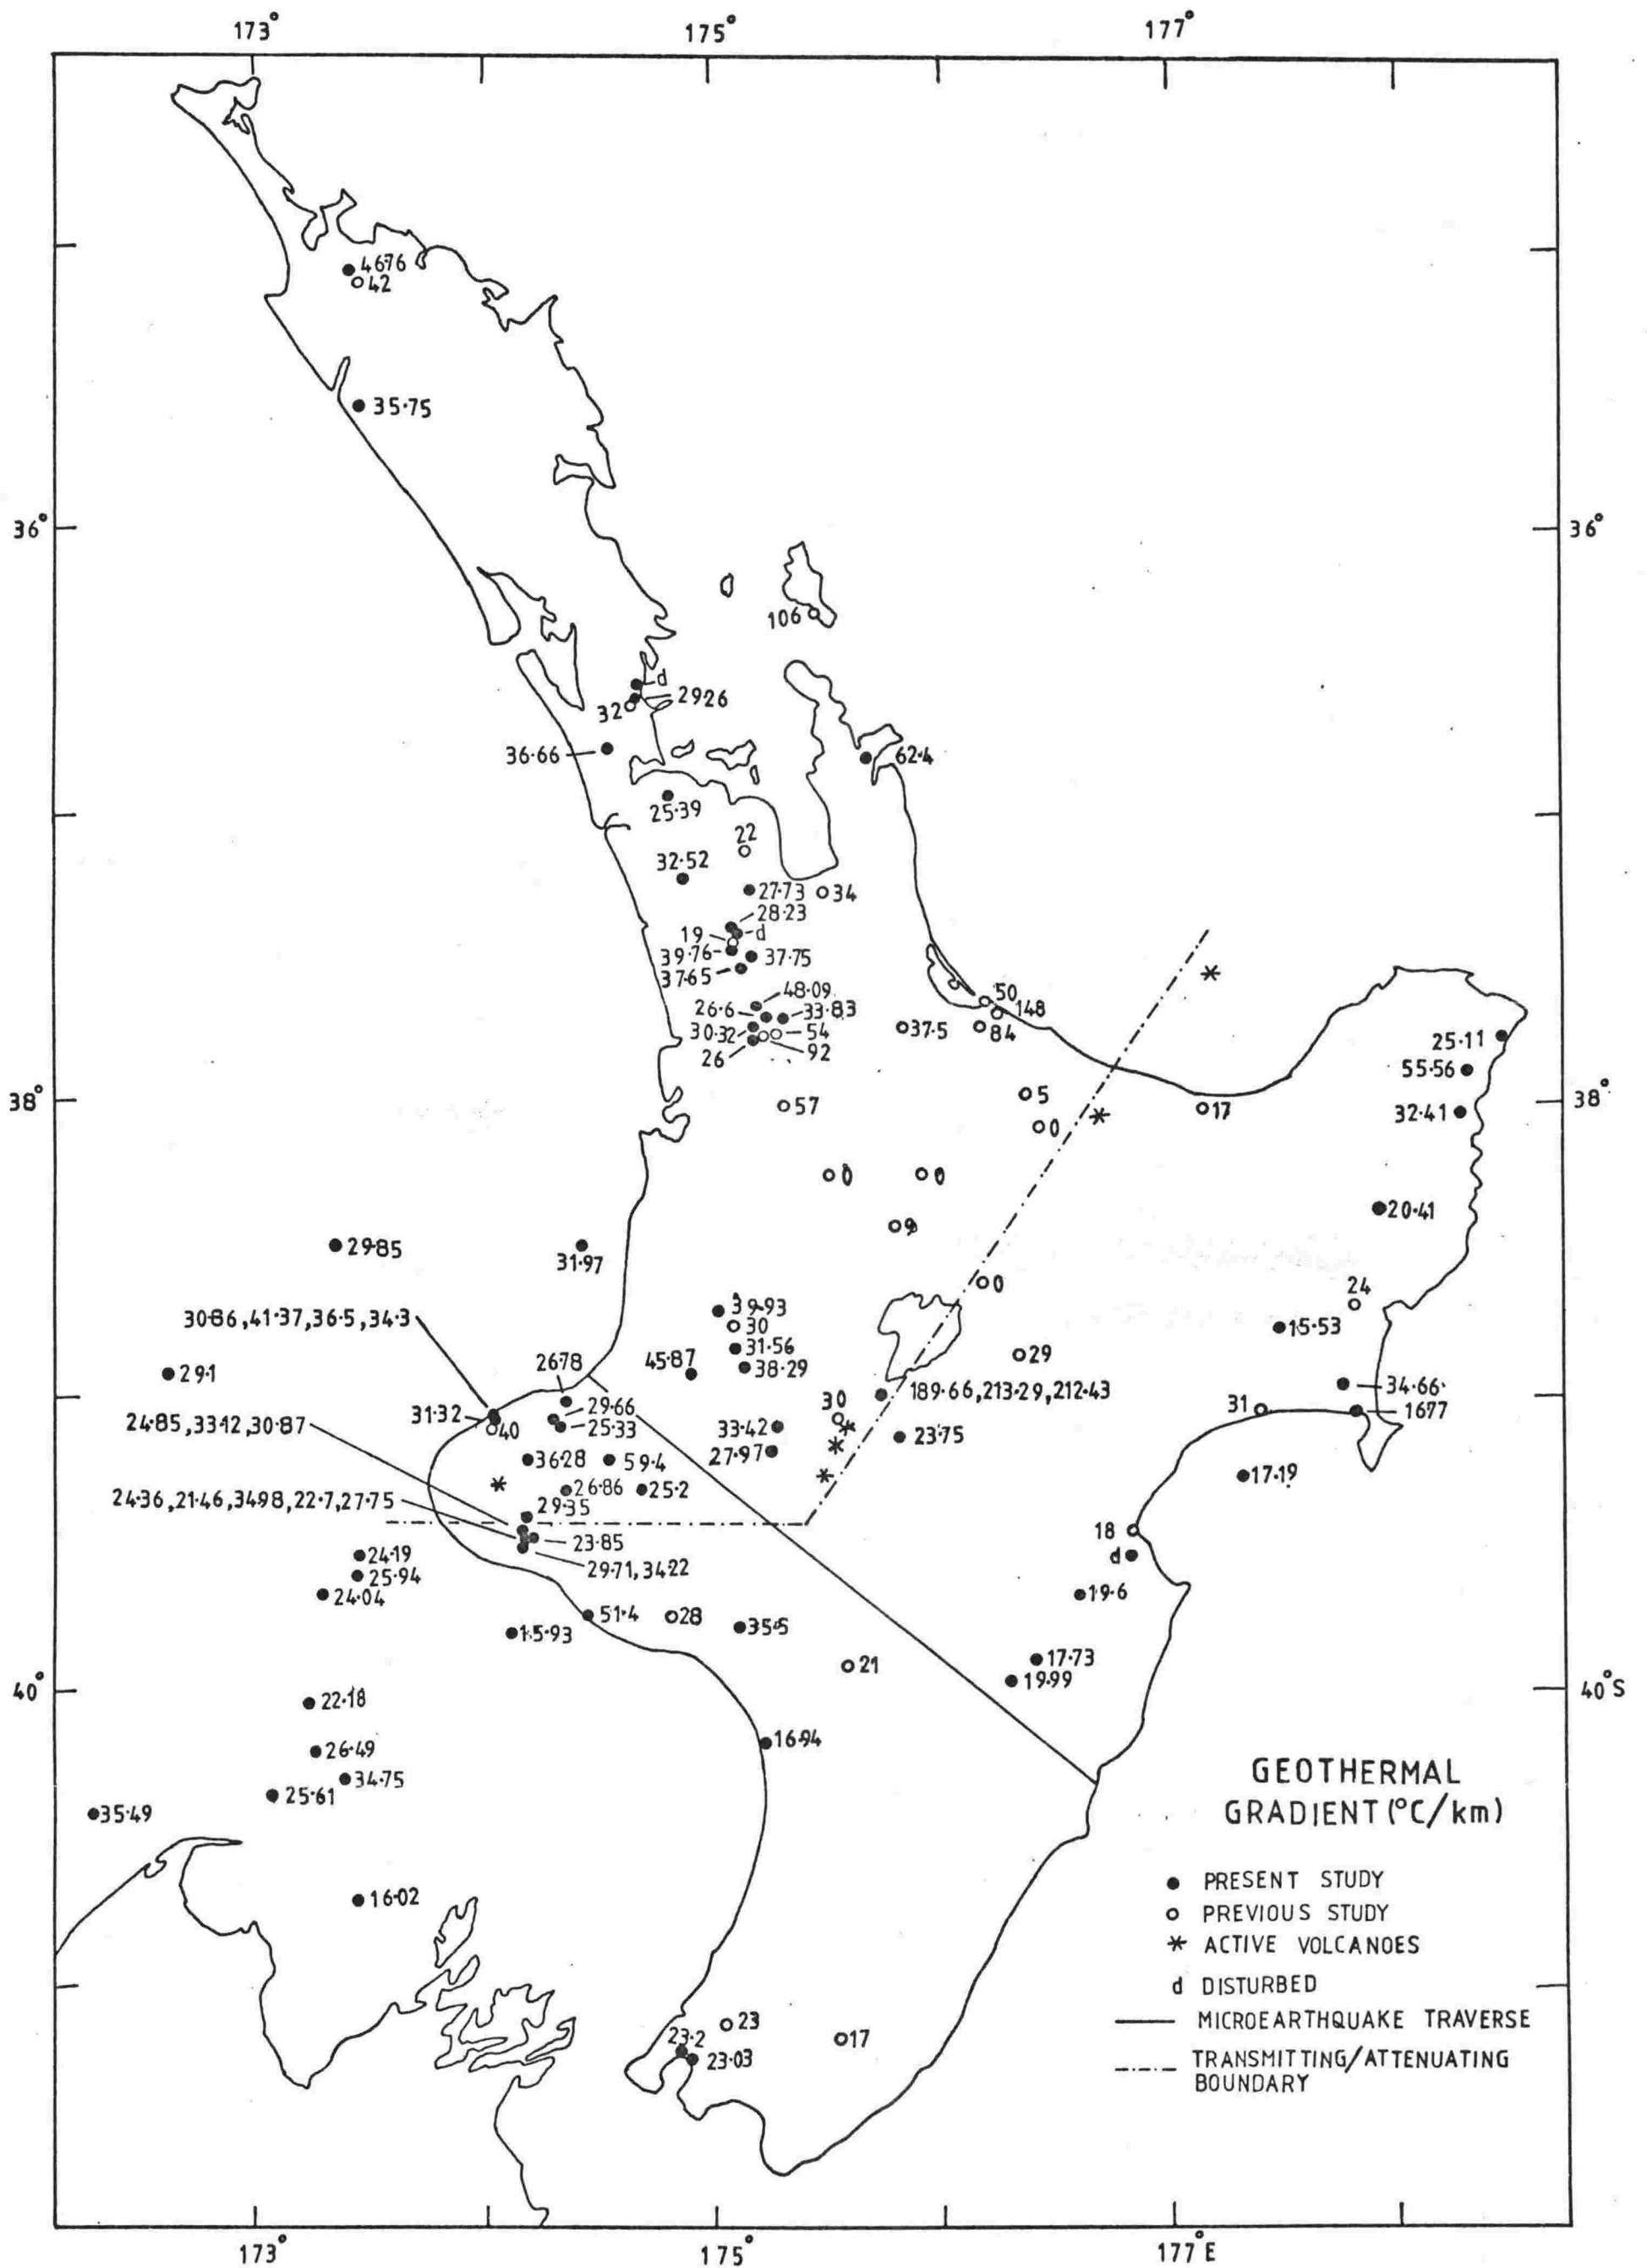 173° 175° 177°
46·76
42
35·75
36° 36°
106
d
29·26
32
36·66
62·4
25·39
22
32·52
27·73 34
28·23
19 d
39·76 37·75
37·65
48·09
26·6 33·83
30·32 54
26 92
50
148
37·5 84
25·11
55·56
38° 38°
57 5 17 32·41
0
0 0
9 20·41
29·85 31·97
0
24
39·93
30·86,41·37,36·5,34·3 30 15·53
31·56
26·78 45·87 38·29 29
29·1
189·66,213·29,212·43 34·66
31·32 29·66 30 31 16·77
24·85,33·12,30·87 40 25·33 33·42 23·75
27·97
36·28 59·4
17·19
26·86 25·2
24·36,21·46,34·98,22·7,27·75 29·35
23·85 18
24·19 29·71,34·22 d
25·94
24·04 19·6
51·4 28 35·5
15·93
21 17·73
19·99
40° 40°S
22·18
16·94
26·49
34·75
25·61
35·49
GEOTHERMAL
GRADIENT (°C/km)
PRESENT STUDY
16·02
PREVIOUS STUDY
ACTIVE VOLCANOES
d DISTURBED
MICROEARTHQUAKE TRAVERSE
23 17
23·2
23·03
TRANSMITTING/ATTENUATING
BOUNDARY
173° 175° 177°E